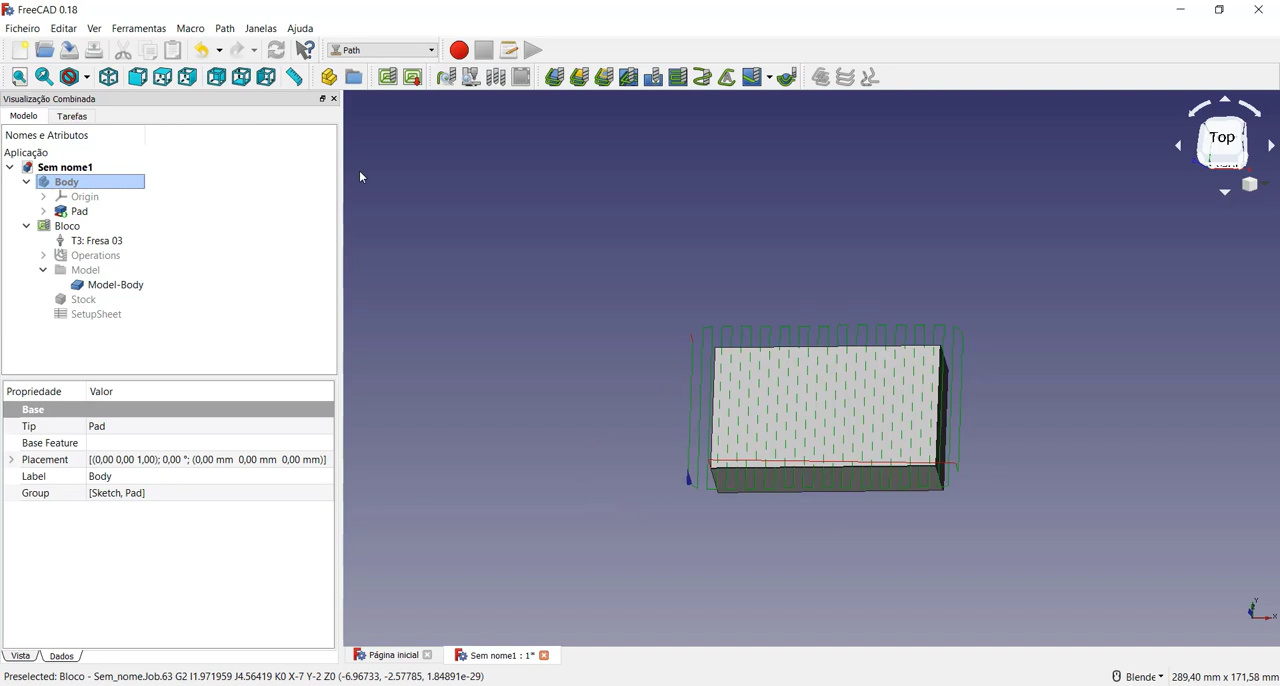 FreeCAD 0.18
Ficheiro Editar Ver Ferramentas Macro Path Janelas Ajuda
Path
Visualização Combinada
Modelo Tarefas
Nomes e Atributos
Aplicação
Sem nome1
Body
Origin
Pad
Bloco
T3: Fresa 03
Operations
Model
Model-Body
Stock
SetupSheet
Top
Propriedade Valor
Base
Tip Pad
Base Feature
Placement [(0,00 0,00 1,00); 0,00 °; (0,00 mm 0,00 mm 0,00 mm)]
Label Body
Group [Sketch, Pad]
Y
X
Vista Dados
Página inicial Sem nome1 : 1*
Preselected: Bloco - Sem_nome.Job.63 G2 I1.971959 J4.56419 K0 X-7 Y-2 Z0 (-6.96733, -2.57785, 1.84891e-29) Blende 289,40 mm x 171,58 mm